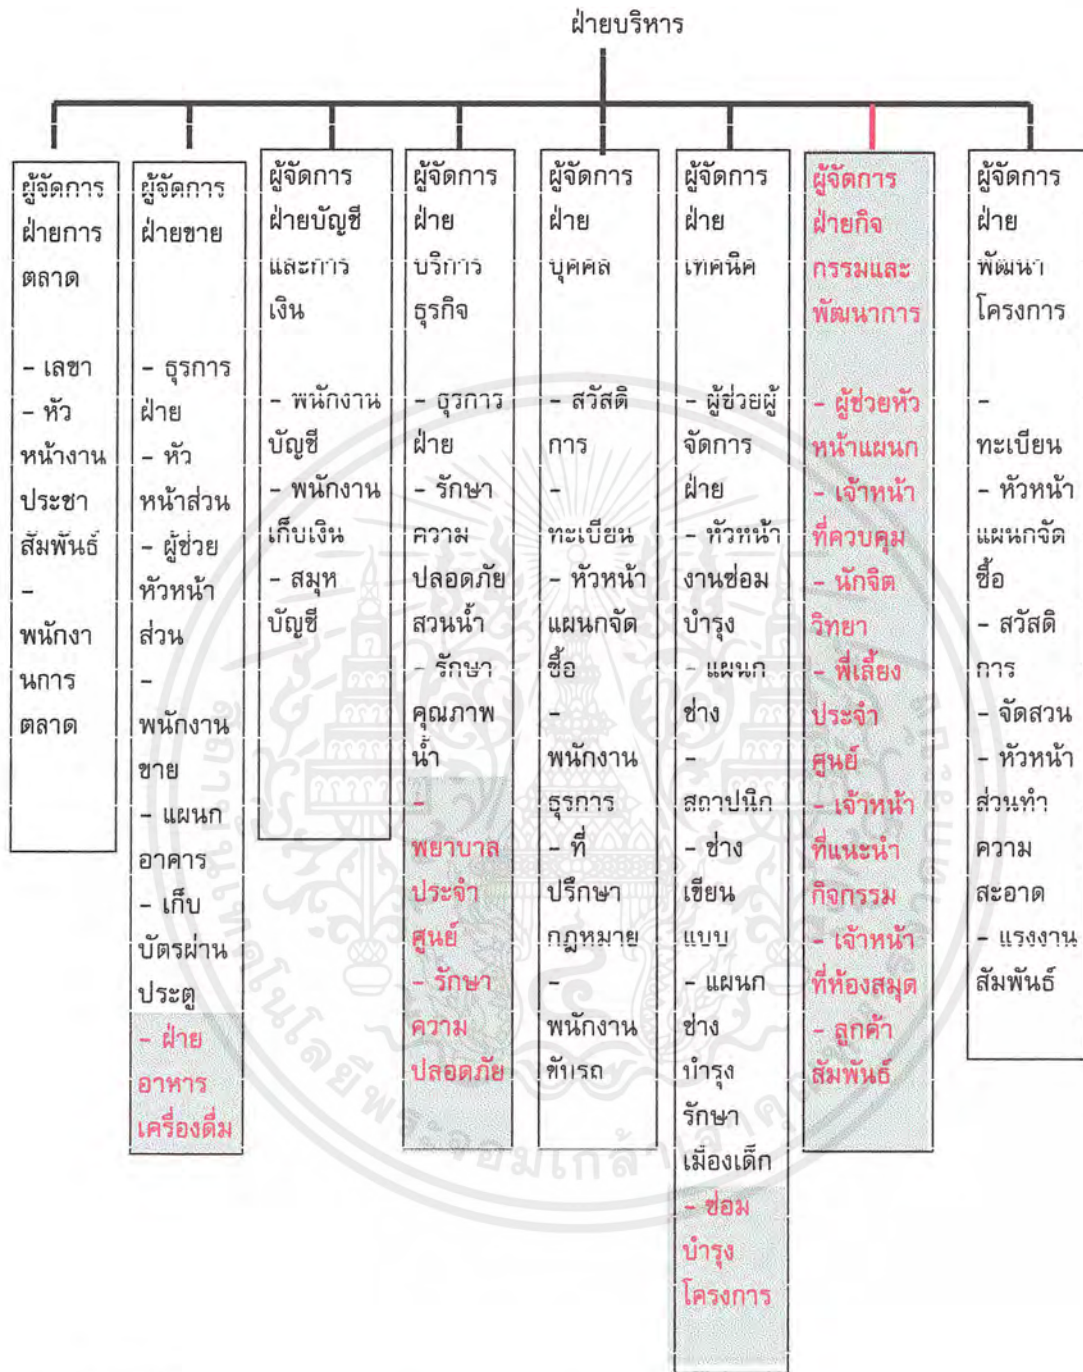 ฝ่ายบริหาร
ผู้จัดการ
ฝ่ายการ
ตลาด
- เลขา
- หัว
หน้างาน
ประชา
สัมพันธ์
-
พนักงา
นการ
ตลาด
ผู้จัดการ
ฝ่ายขาย
- ธุรการ
ฝ่าย
- หัว
หน้าส่วน
- ผู้ช่วย
หัวหน้า
ส่วน
-
พนักงาน
ขาย
- แผนก
อาคาร
- เก็บ
บัตรผ่าน
ประตู
- ฝ่าย
อาหาร
เครื่องดื่ม
ผู้จัดการ
ฝ่ายบัญชี
และการ
เงิน
- พนักงาน
บัญชี
- พนักงาน
เก็บเงิน
- สมุห
บัญชี
ผู้จัดการ
ฝ่าย
บริการ
ธุรกิจ
- ธุรการ
ฝ่าย
- รักษา
ความ
ปลอดภัย
สวนน้ำ
- รักษา
คุณภาพ
น้ำ
-
พยาบาล
ประจำ
ศูนย์
- รักษา
ความ
ปลอดภัย
ผู้จัดการ
ฝ่าย
บุคคล
- สวัสดิ
การ
-
ทะเบียน
- หัวหน้า
แผนกจัด
ซื้อ
-
พนักงาน
ธุรการ
- ที่
ปรึกษา
กฎหมาย
-
พนักงาน
ขับรถ
ผู้จัดการ
ฝ่าย
เทคนิค
- ผู้ช่วยผู้
จัดการ
ฝ่าย
- หัวหน้า
งานซ่อม
บำรุง
- แผนก
ช่าง
-
สถาปนิก
- ช่าง
เขียน
แบบ
- แผนก
ช่าง
บำรุง
รักษา
เมืองเด็ก
- ซ่อม
บำรุง
โครงการ
ผู้จัดการ
ฝ่ายกิจ
กรรมและ
พัฒนาการ
- ผู้ช่วยหัว
หน้าแผนก
- เจ้าหน้า
ที่ควบคุม
- นักจิต
วิทยา
- พี่เลี้ยง
ประจำ
ศูนย์
- เจ้าหน้า
ที่แนะนำ
กิจกรรม
- เจ้าหน้า
ที่ห้องสมุด
- ลูกค้า
สัมพันธ์
ผู้จัดการ
ฝ่าย
พัฒนา
โครงการ
-
ทะเบียน
- หัวหน้า
แผนกจัด
ซื้อ
- สวัสดิ
การ
- จัดสวน
- หัวหน้า
ส่วนทำ
ความ
สะอาด
- แรงงาน
สัมพันธ์